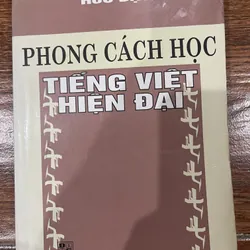 PHONG CÁCH HỌC
TIẾNG VIỆT
HIỆN ĐẠI